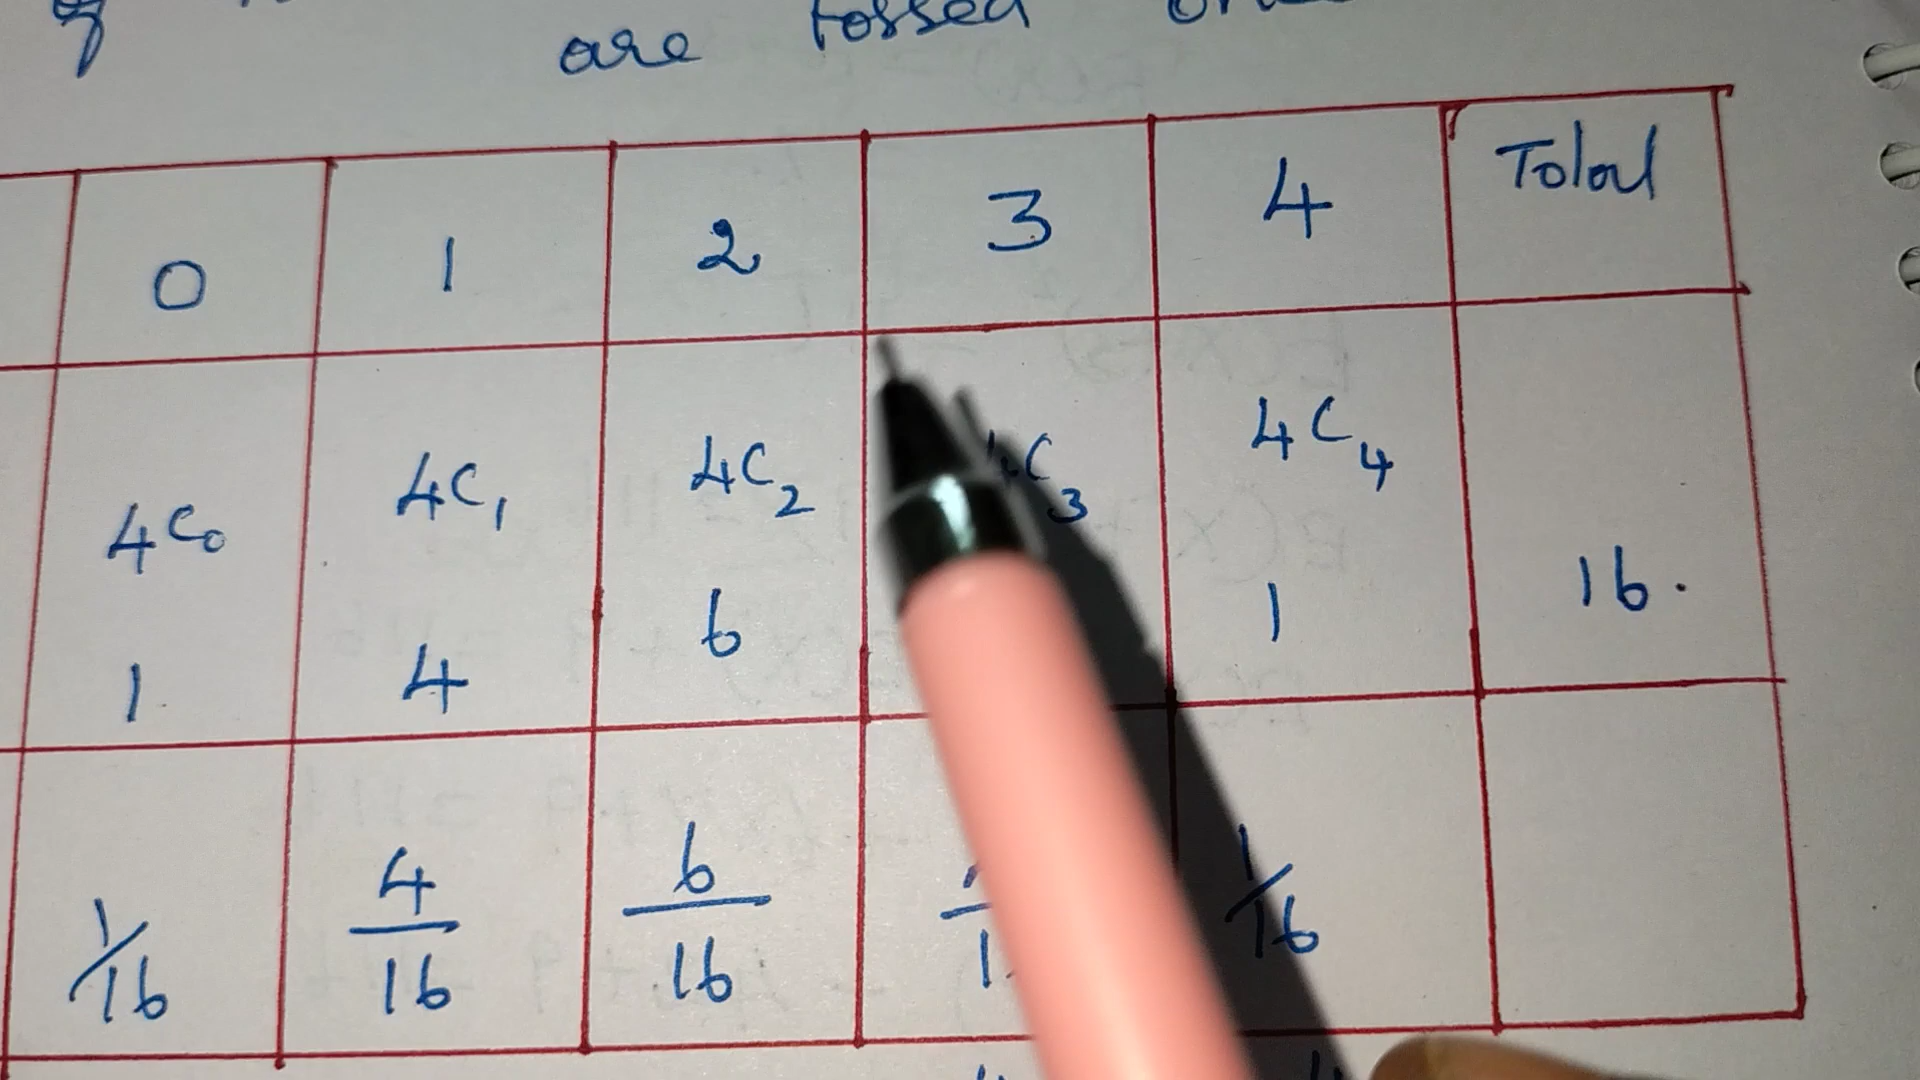 are tossed
0 1 2 3 4 Total
4C0 4C1 4C2 4C3 4C4
1 4 6 1 16.
1/16 4/16 6/16 1/16